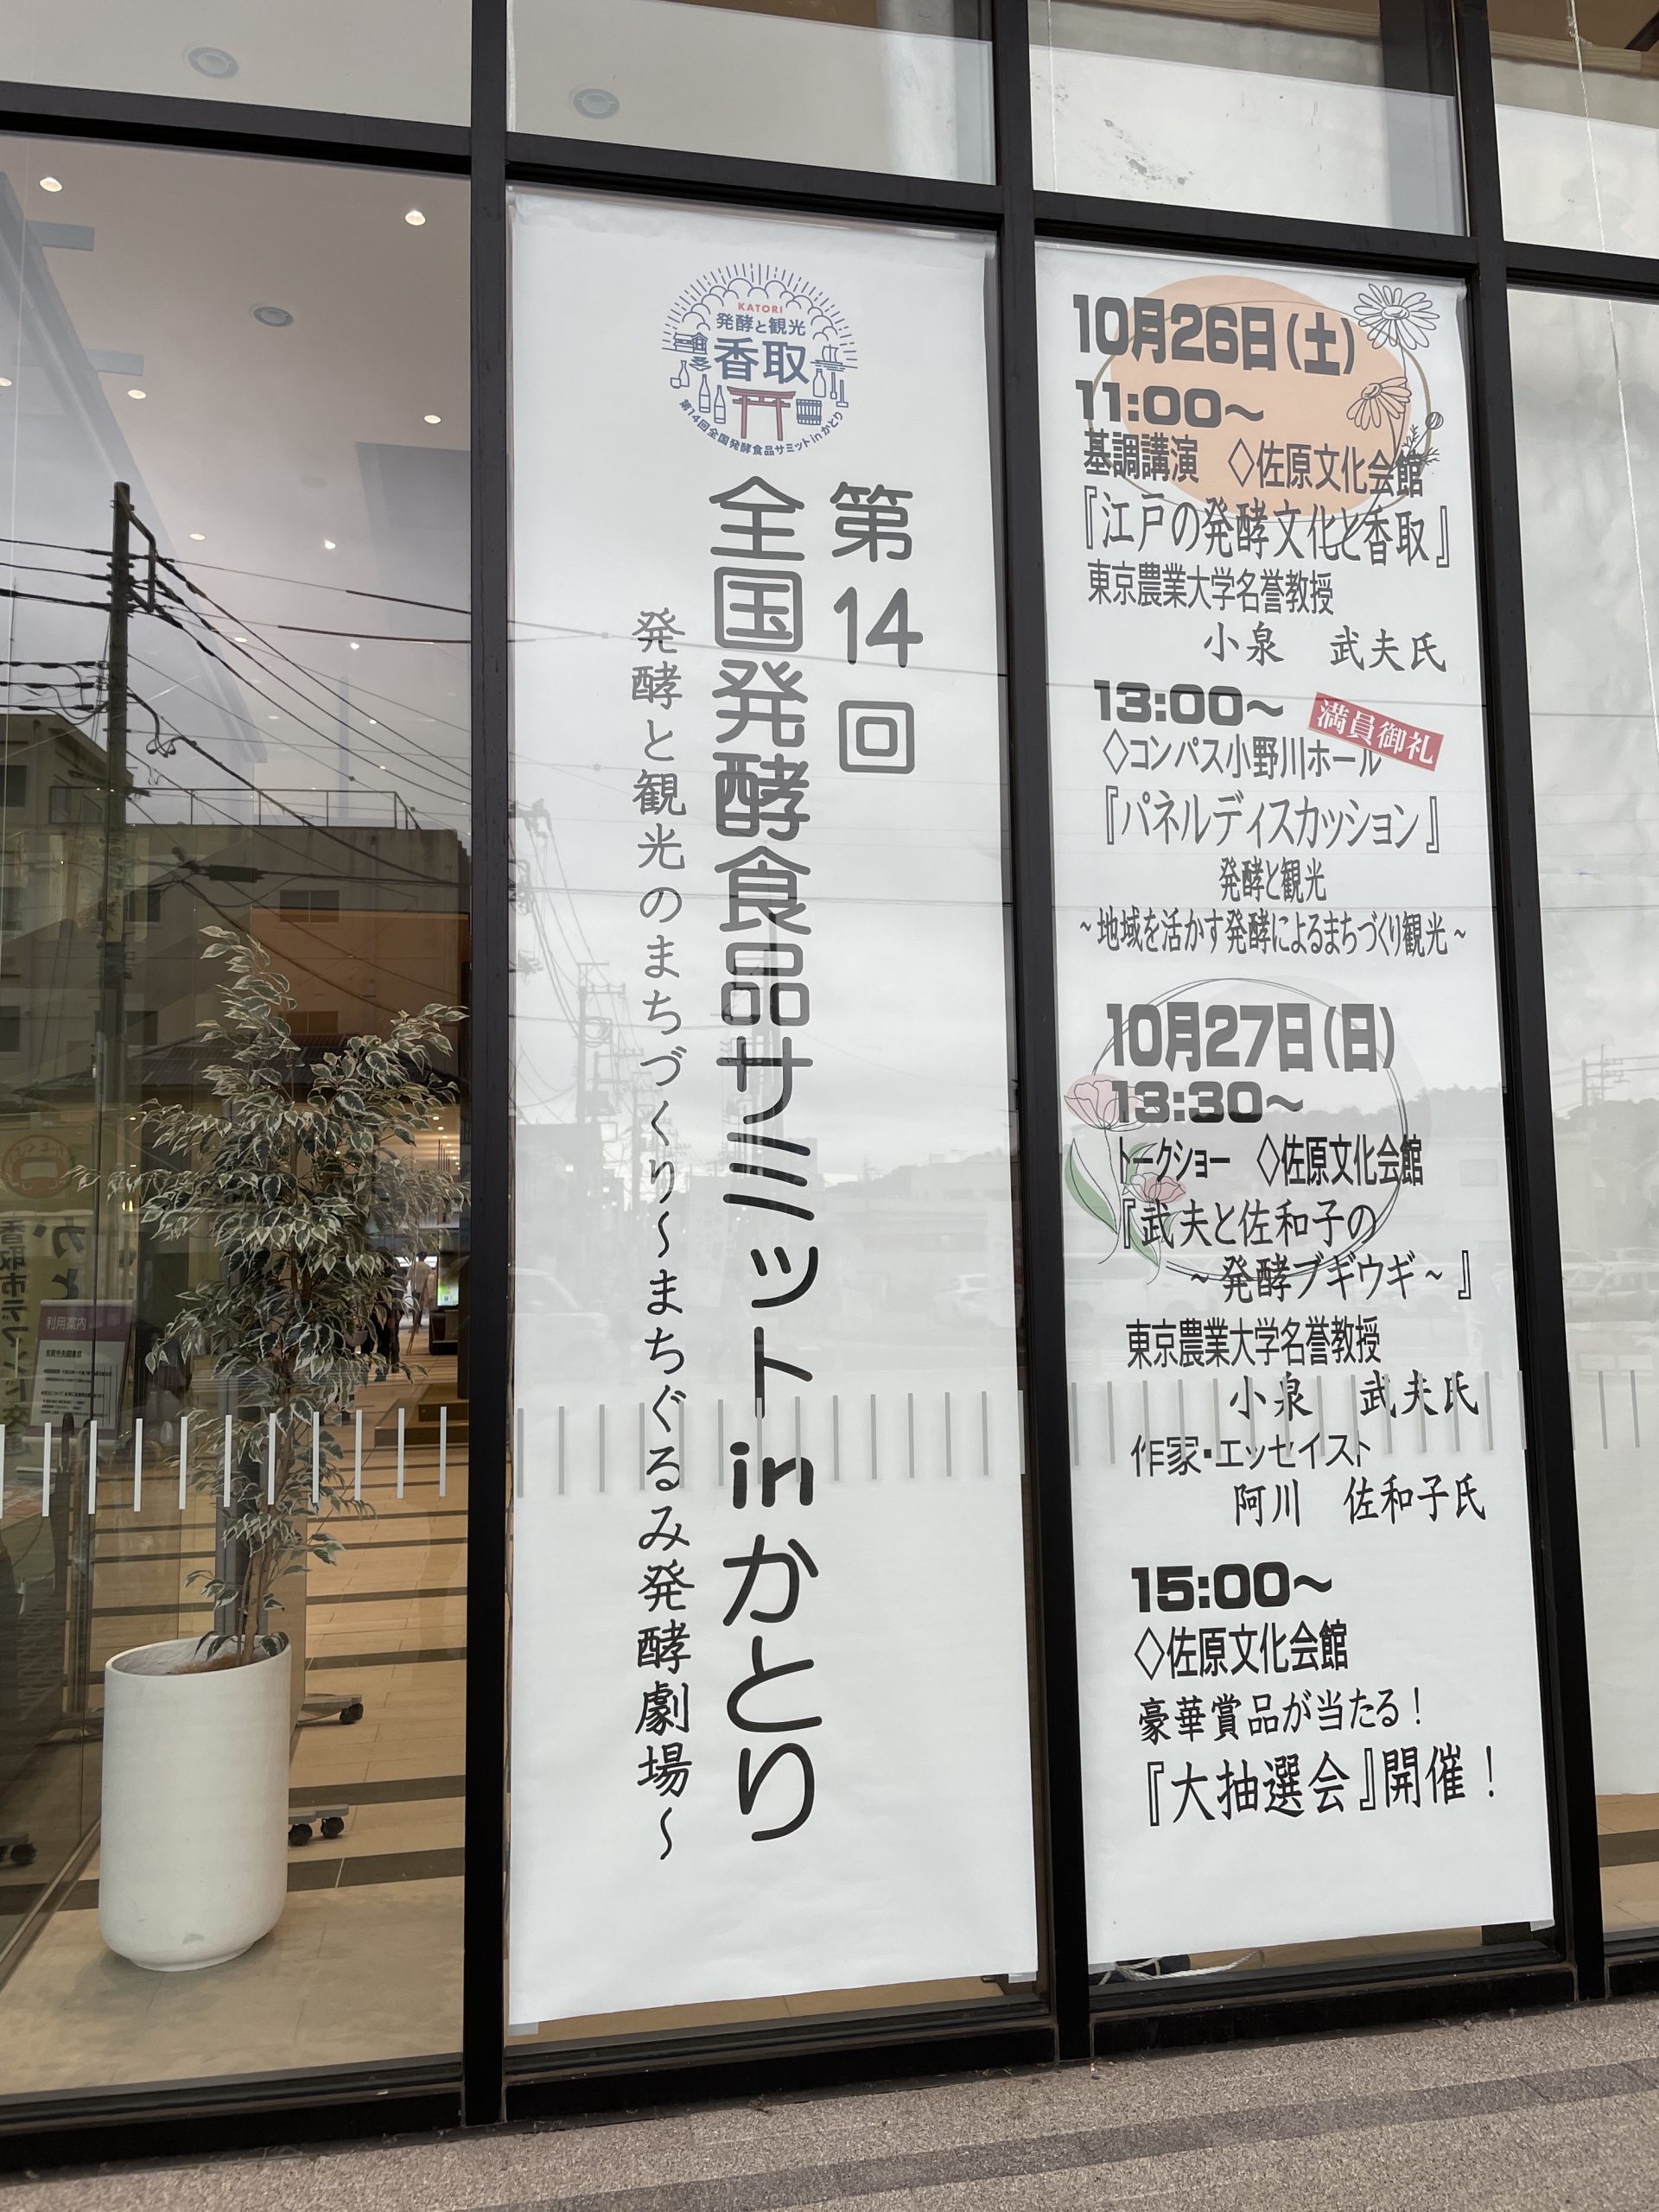 KATORI
発酵と観光
香取
第14回全国発酵食品サミットinかとり
第14回
全国発酵食品サミットinかとり
発酵と観光のまちづくり~まちぐるみ発酵劇場~
10月26日(土)
11:00~
基調講演 ◇佐原文化会館
『江戸の発酵文化と香取』
東京農業大学名誉教授
小泉 武夫氏
13:00~
満員御礼
◇コンパス小野川ホール
『パネルディスカッション』
発酵と観光
~地域を活かす発酵によるまちづくり観光~
10月27日(日)
13:30~
トークショー ◇佐原文化会館
『武夫と佐和子の
~発酵ブギウギ~』
東京農業大学名誉教授
小泉 武夫氏
作家・エッセイスト
阿川 佐和子氏
15:00~
◇佐原文化会館
豪華賞品が当たる!
『大抽選会』開催!
利用案内